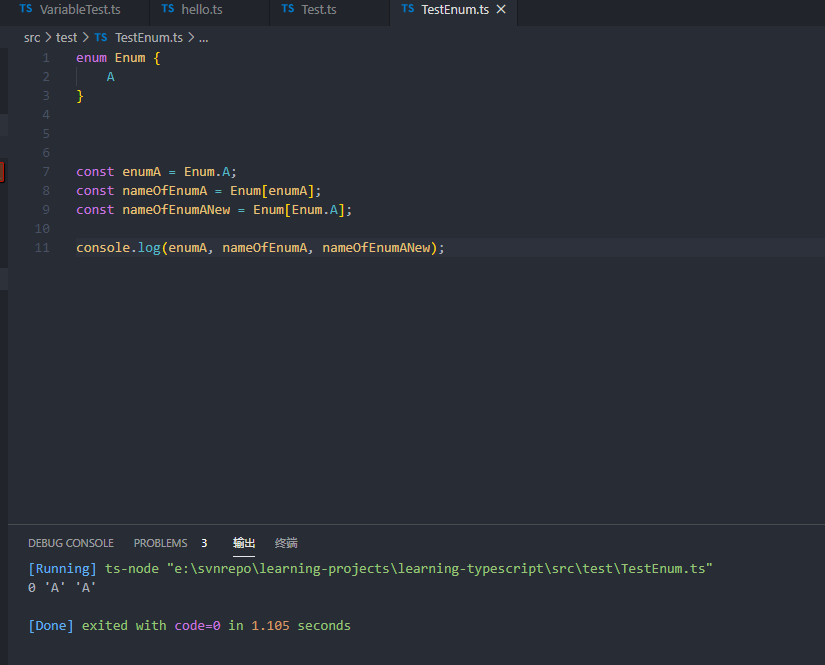 TS VariableTest.ts TS hello.ts TS Test.ts TS TestEnum.ts ×
src > test > TS TestEnum.ts > ...
1 enum Enum {
2 A
3 }
4
5
6
7 const enumA = Enum.A;
8 const nameOfEnumA = Enum[enumA];
9 const nameOfEnumANew = Enum[Enum.A];
10
11 console.log(enumA, nameOfEnumA, nameOfEnumANew);
DEBUG CONSOLE PROBLEMS 3 输出 终端
[Running] ts-node "e:\svnrepo\learning-projects\learning-typescript\src\test\TestEnum.ts"
0 'A' 'A'
[Done] exited with code=0 in 1.105 seconds